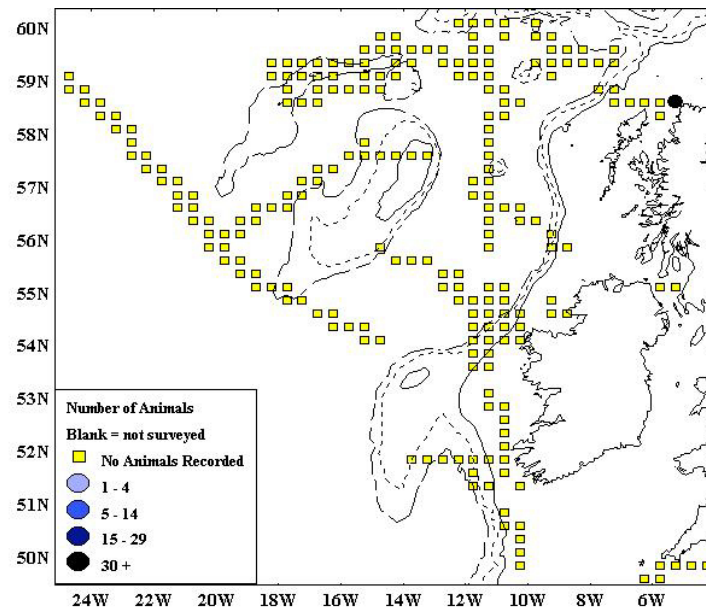 60N
59N
58N
57N
56N
55N
54N
53N
52N
51N
50N
Number of Animals
Blank = not surveyed
No Animals Recorded
1 - 4
5 - 14
15 - 29
30 +
24W 22W 20W 18W 16W 14W 12W 10W 8W 6W